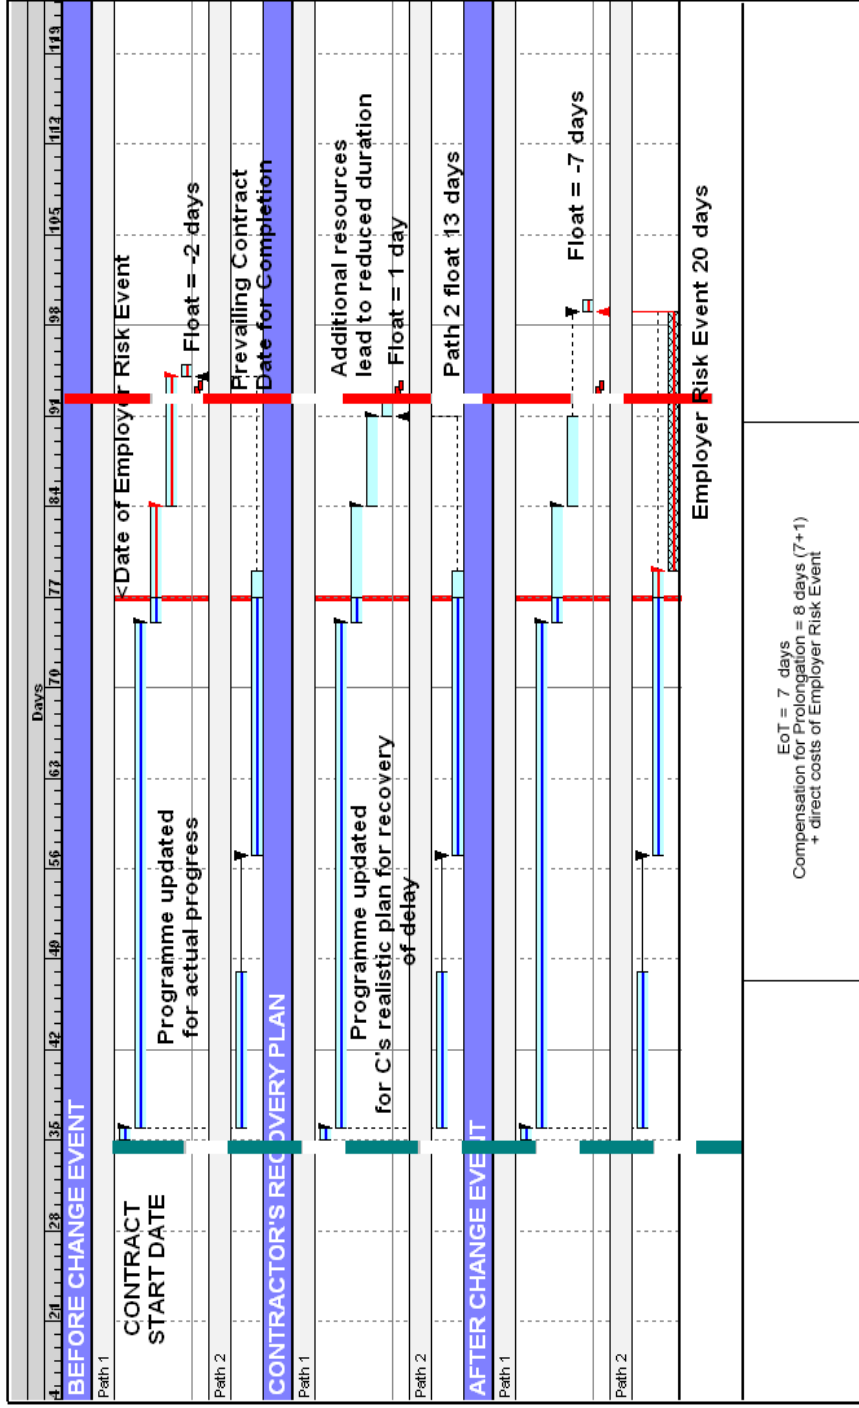 Days
14 21 28 35 42 49 56 63 70 77 84 91 98 105 112 119
BEFORE CHANGE EVENT
Path 1
<Date of Employer Risk Event
CONTRACT
START DATE
Programme updated
for actual progress
Float = -2 days
Path 2
Prevailing Contract
Date for Completion
CONTRACTOR'S RECOVERY PLAN
Path 1
Additional resources
lead to reduced duration
Programme updated
for C's realistic plan for recovery
of delay
Float = 1 day
Path 2
Path 2 float 13 days
AFTER CHANGE EVENT
Path 1
Float = -7 days
Path 2
Employer Risk Event 20 days
EoT = 7 days
Compensation for Prolongation = 8 days (7+1)
+ direct costs of Employer Risk Event